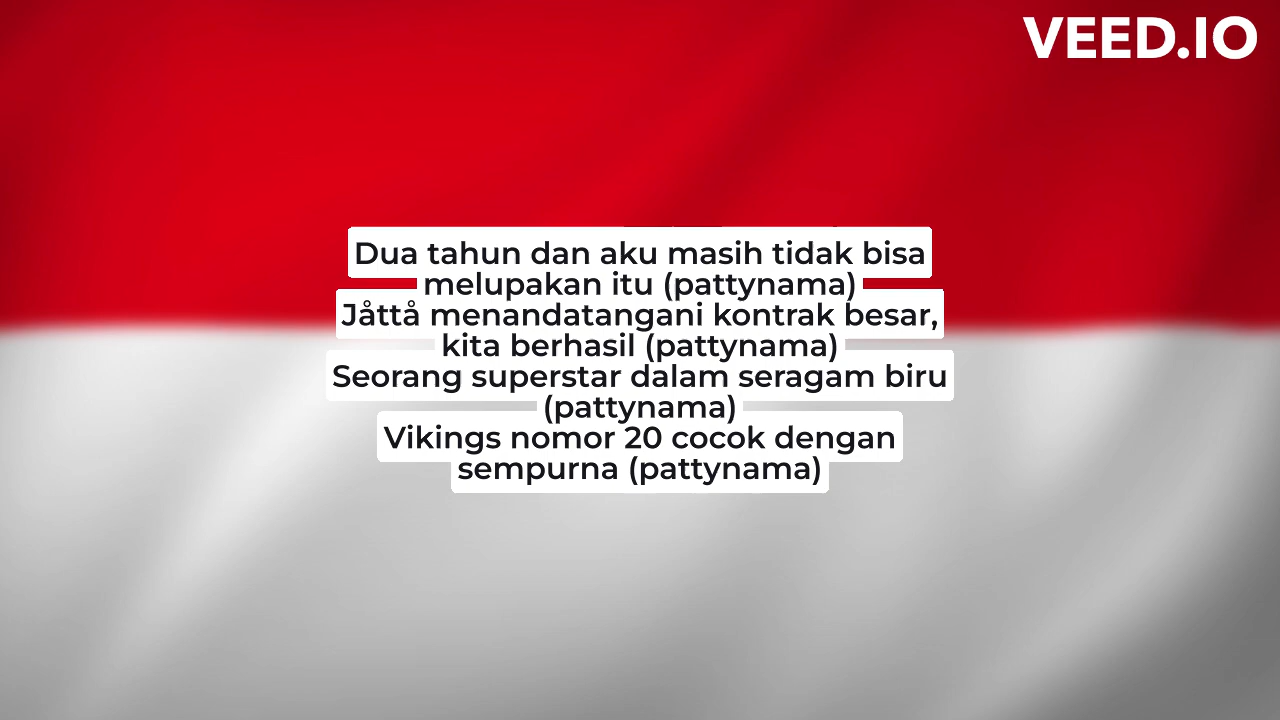 VEED.IO
Dua tahun dan aku masih tidak bisa
melupakan itu (pattynama)
Jåttå menandatangani kontrak besar,
kita berhasil (pattynama)
Seorang superstar dalam seragam biru
(pattynama)
Vikings nomor 20 cocok dengan
sempurna (pattynama)